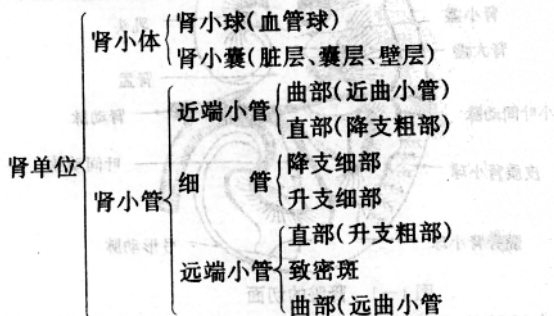 肾小体
肾小球(血管球)
肾小囊(脏层、囊层、壁层)
肾单位
肾小管
近端小管
曲部(近曲小管)
直部(降支粗部)
细 管
降支细部
升支细部
远端小管
直部(升支粗部)
致密斑
曲部(远曲小管